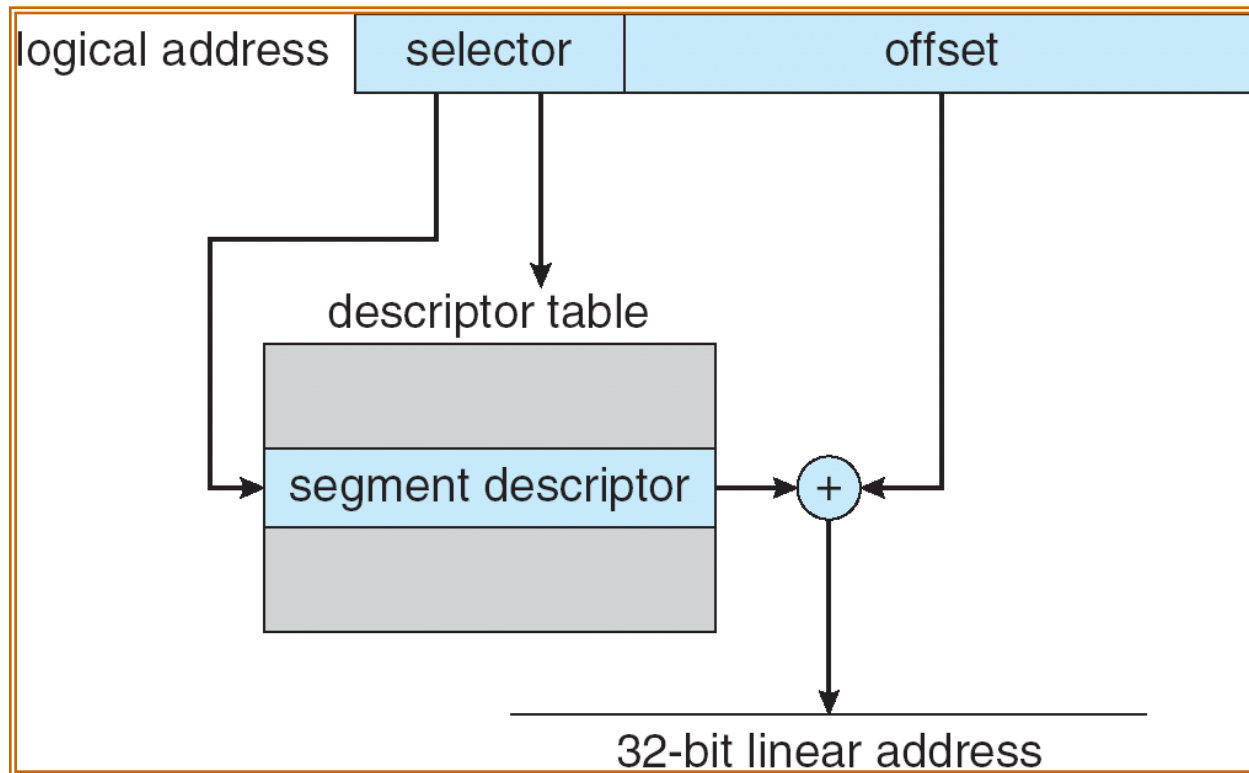 logical address selector offset
descriptor table
segment descriptor +
32-bit linear address